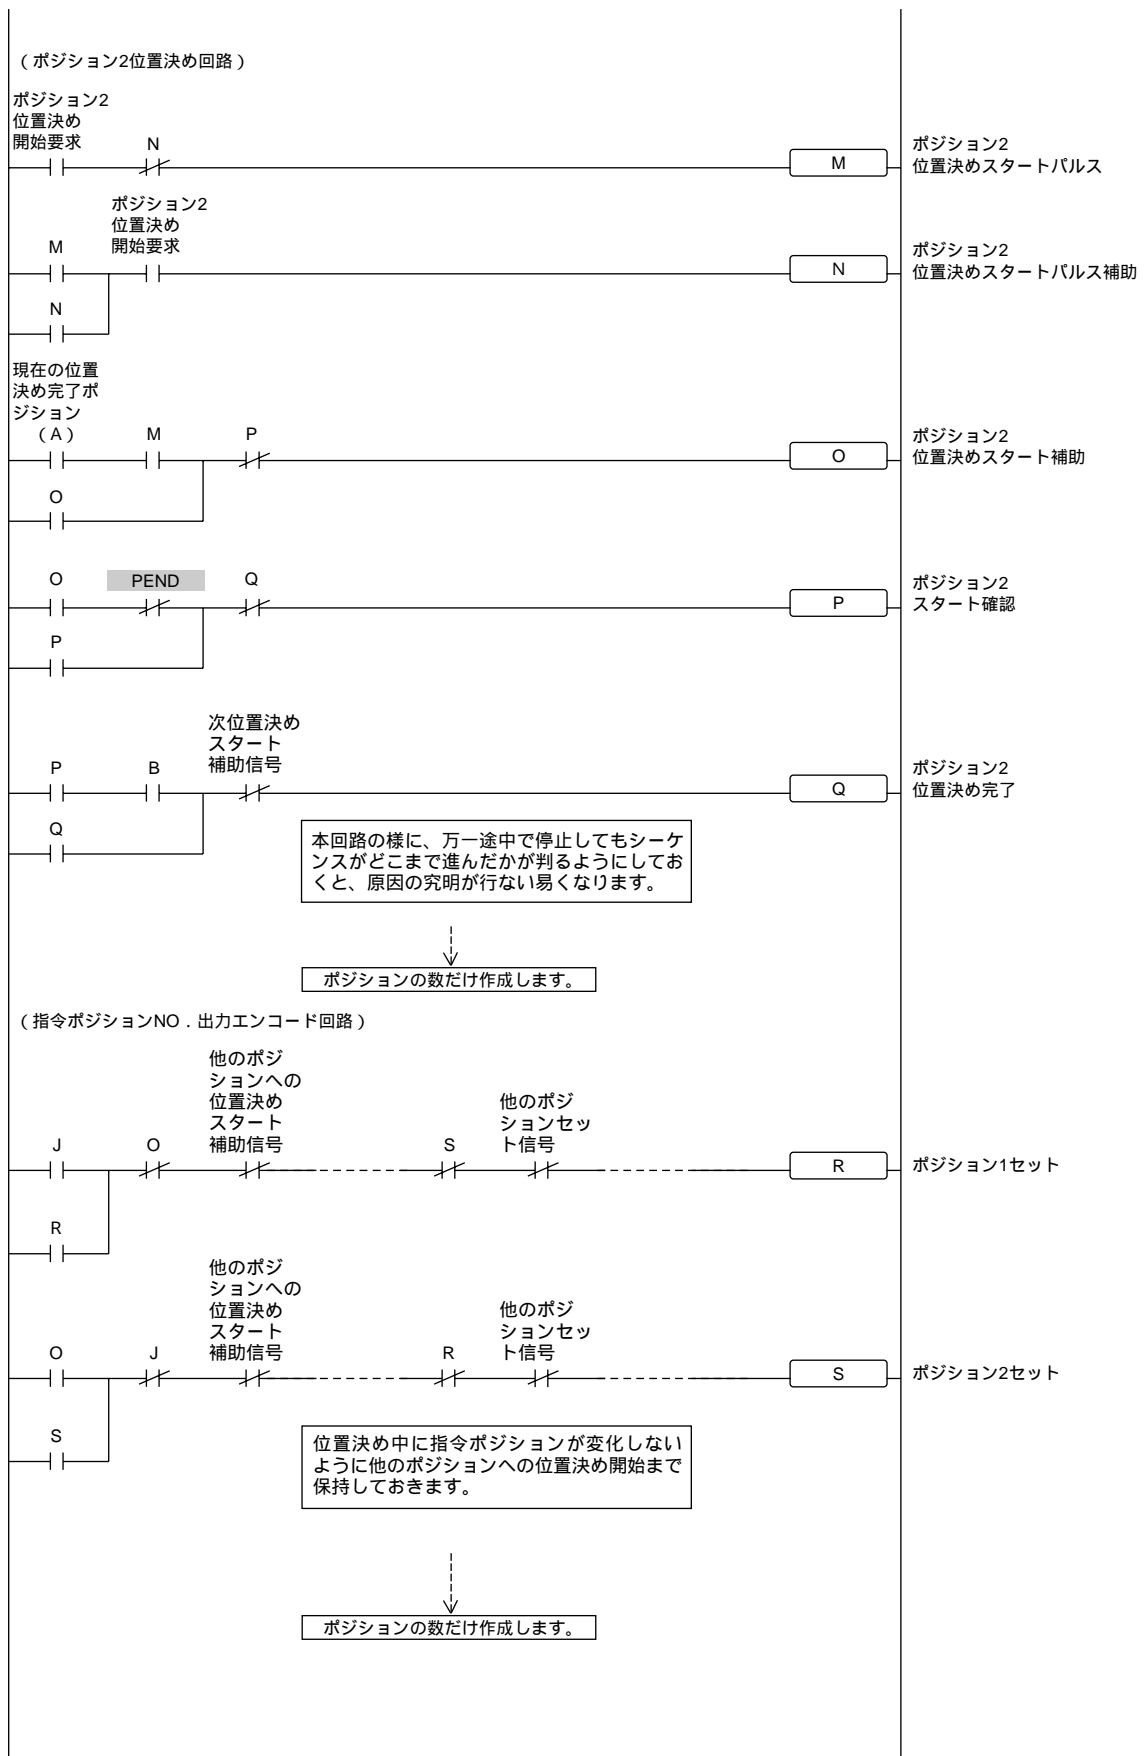 （ポジション2位置決め回路）
ポジション2
位置決め
開始要求
N
M
ポジション2
位置決めスタートパルス
ポジション2
位置決め
開始要求
M
N
ポジション2
位置決めスタートパルス補助
N
現在の位置
決め完了ポ
ジション
（A）
M
P
O
ポジション2
位置決めスタート補助
O
O
PEND
Q
P
ポジション2
スタート確認
P
次位置決め
スタート
補助信号
P
B
Q
ポジション2
位置決め完了
Q
本回路の様に、万一途中で停止してもシーケ
ンスがどこまで進んだかが判るようにしてお
くと、原因の究明が行ない易くなります。
ポジションの数だけ作成します。
（指令ポジションNO．出力エンコード回路）
他のポジ
ションへの
位置決め
スタート
補助信号
他のポジ
ションセッ
ト信号
J
O
S
R
ポジション1セット
R
他のポジ
ションへの
位置決め
スタート
補助信号
他のポジ
ションセッ
ト信号
O
J
R
S
ポジション2セット
S
位置決め中に指令ポジションが変化しない
ように他のポジションへの位置決め開始まで
保持しておきます。
ポジションの数だけ作成します。